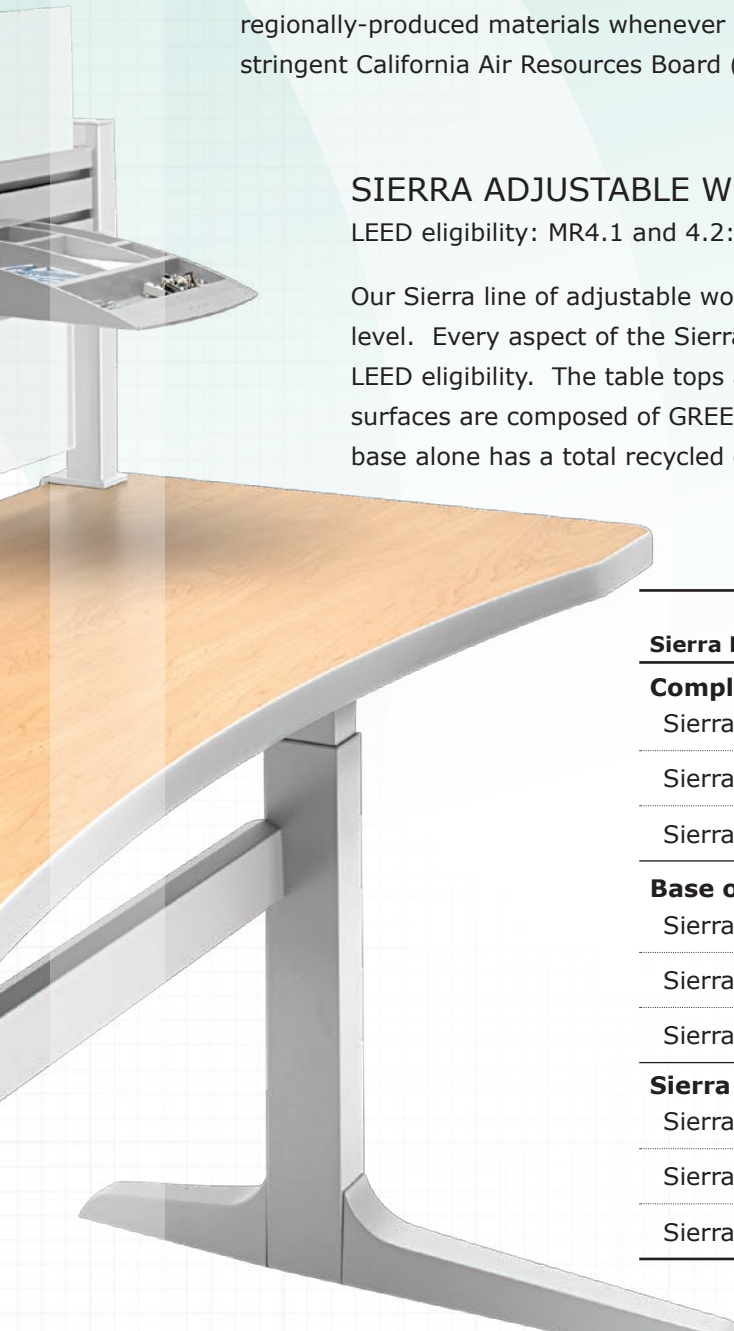 regionally-produced materials whenever
stringent California Air Resources Board (
SIERRA ADJUSTABLE W
LEED eligibility: MR4.1 and 4.2:
Our Sierra line of adjustable wo
level. Every aspect of the Sierra
LEED eligibility. The table tops
surfaces are composed of GREE
base alone has a total recycled
Sierra
Compl
Sierra
Sierra
Sierra
Base o
Sierra
Sierra
Sierra
Sierra
Sierra
Sierra
Sierra